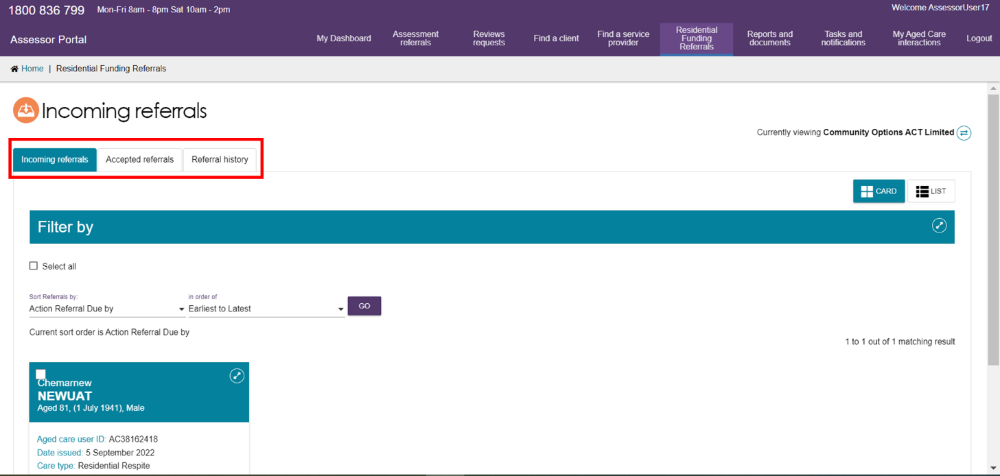 1800 836 799 Mon-Fri 8am - 8pm Sat 10am - 2pm
Welcome AssessorUser17
Assessor Portal
My Dashboard
Assessment
referrals
Reviews
requests
Find a client
Find a service
provider
Residential
Funding
Referrals
Reports and
documents
Tasks and
notifications
My Aged Care
interactions
Logout
Home | Residential Funding Referrals
Incoming referrals
Currently viewing Community Options ACT Limited
Incoming referrals
Accepted referrals
Referral history
CARD
LIST
Filter by
Select all
Sort Referrals by:
Action Referral Due by
in order of
Earliest to Latest
GO
Current sort order is Action Referral Due by
1 to 1 out of 1 matching result
Chemarnew
NEWUAT
Aged 81, (1 July 1941), Male
Aged care user ID: AC38162418
Date issued: 5 September 2022
Care type: Residential Respite